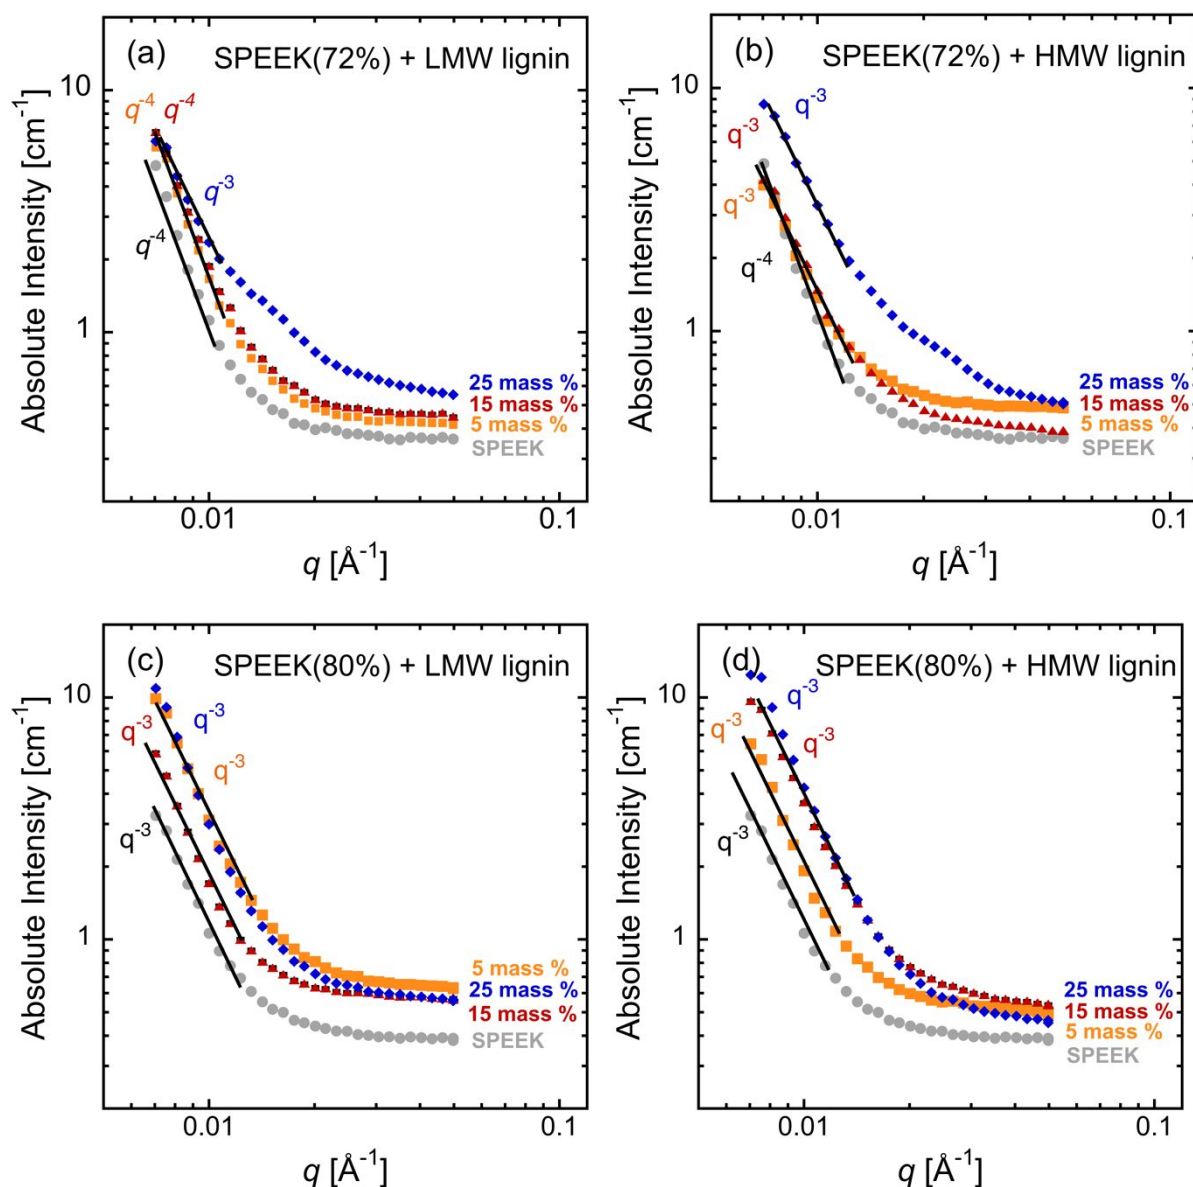 (a) SPEEK(72%) + LMW lignin
10
q⁻⁴ q⁻⁴
q⁻³
q⁻⁴
1
25 mass %
15 mass %
5 mass %
SPEEK
0.01 0.1
q [Å⁻¹]
Absolute Intensity [cm⁻¹]
(b) SPEEK(72%) + HMW lignin
10
q⁻³
q⁻³
q⁻³
q⁻⁴
1
25 mass %
15 mass %
5 mass %
SPEEK
0.01 0.1
q [Å⁻¹]
Absolute Intensity [cm⁻¹]
(c) SPEEK(80%) + LMW lignin
10
q⁻³ q⁻³
q⁻³
q⁻³
1
5 mass %
25 mass %
15 mass %
SPEEK
0.01 0.1
q [Å⁻¹]
Absolute Intensity [cm⁻¹]
(d) SPEEK(80%) + HMW lignin
10
q⁻³
q⁻³
q⁻³
q⁻³
1
25 mass %
15 mass %
5 mass %
SPEEK
0.01 0.1
q [Å⁻¹]
Absolute Intensity [cm⁻¹]